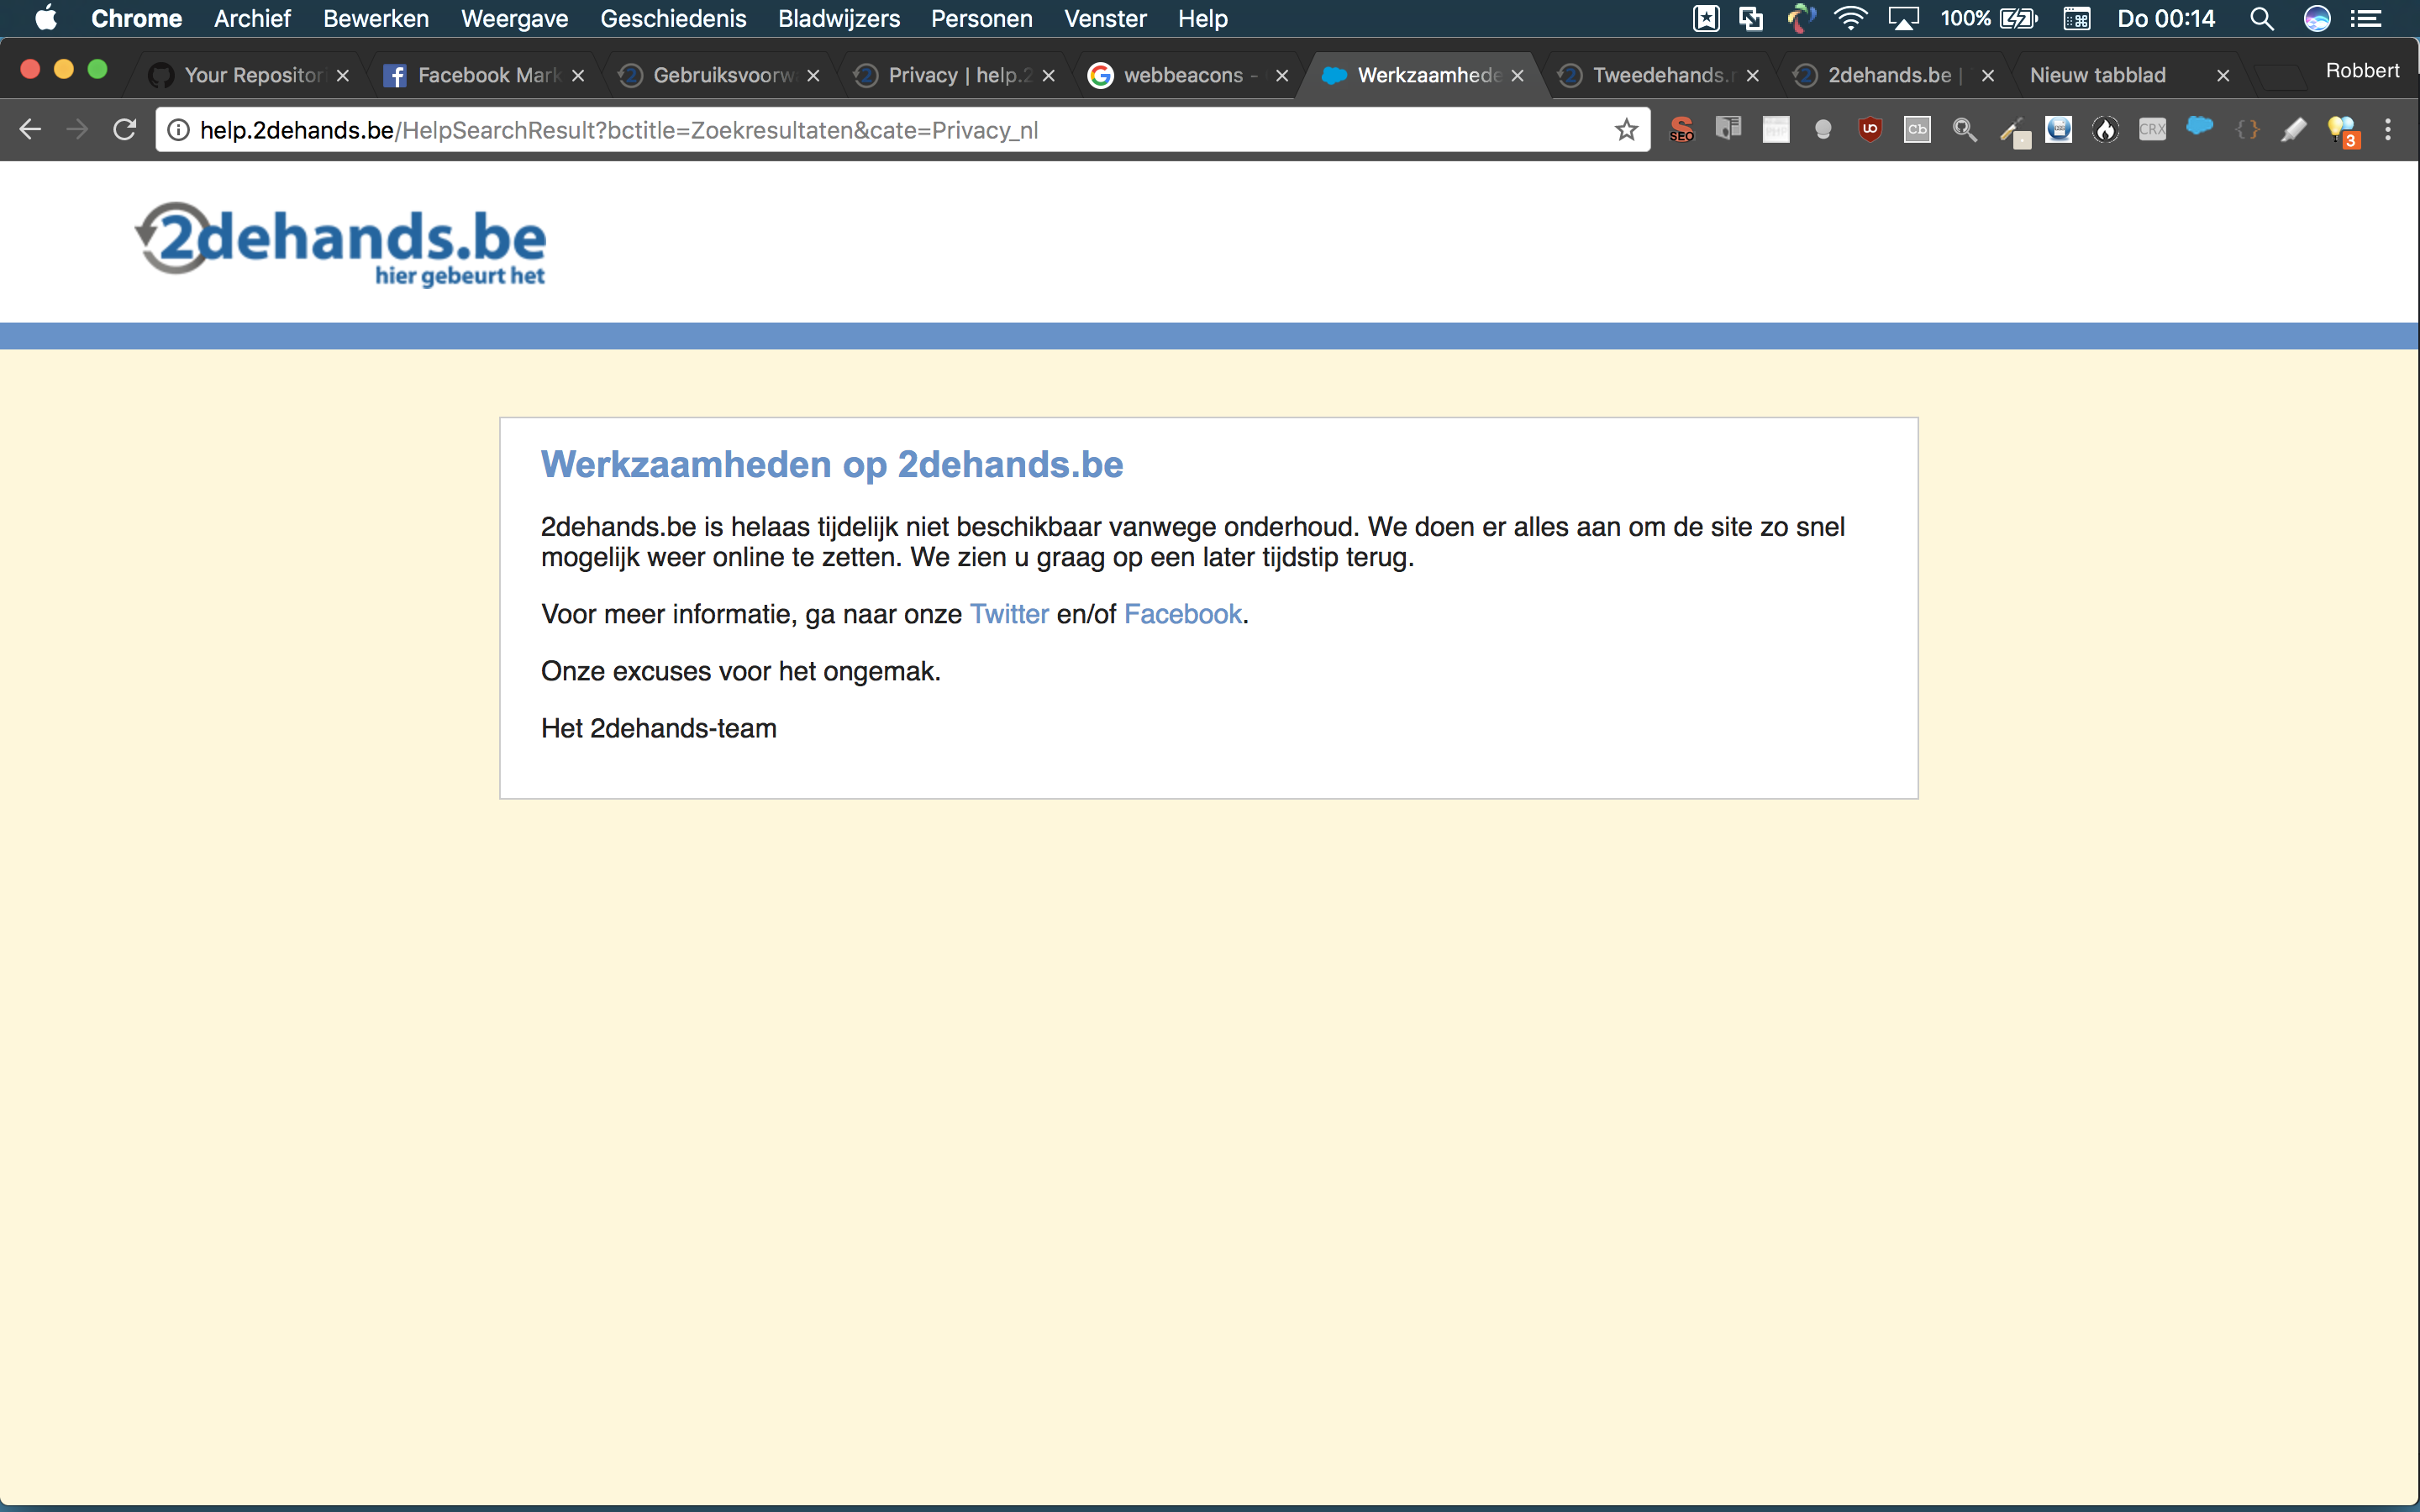 Chrome Archief Bewerken Weergave Geschiedenis Bladwijzers Personen Venster Help 100% Do 00:14
Your Repositori Facebook Mark Gebruiksvoorw Privacy | help.2 webbeacons - Werkzaamhede Tweedehands. 2dehands.be | Nieuw tabblad Robbert
help.2dehands.be/HelpSearchResult?bctitle=Zoekresultaten&cate=Privacy_nl SEO UD Cb CRX 3
2dehands.be
hier gebeurt het
Werkzaamheden op 2dehands.be
2dehands.be is helaas tijdelijk niet beschikbaar vanwege onderhoud. We doen er alles aan om de site zo snel
mogelijk weer online te zetten. We zien u graag op een later tijdstip terug.
Voor meer informatie, ga naar onze Twitter en/of Facebook.
Onze excuses voor het ongemak.
Het 2dehands-team